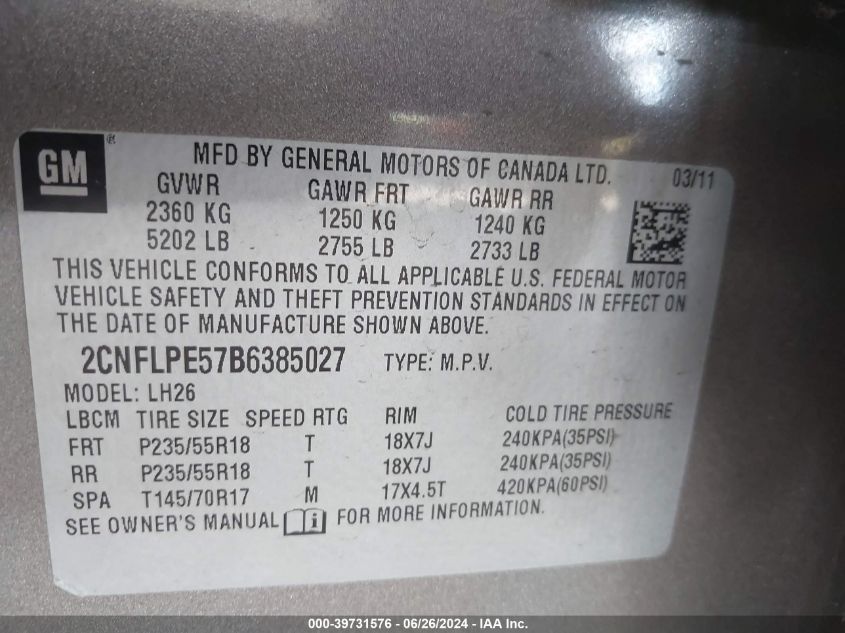 GM ®
MFD BY GENERAL MOTORS OF CANADA LTD. 03/11
GVWR GAWR FRT GAWR RR
2360 KG 1250 KG 1240 KG
5202 LB 2755 LB 2733 LB
THIS VEHICLE CONFORMS TO ALL APPLICABLE U.S. FEDERAL MOTOR
VEHICLE SAFETY AND THEFT PREVENTION STANDARDS IN EFFECT ON
THE DATE OF MANUFACTURE SHOWN ABOVE.
2CNFLPE57B6385027 TYPE: M.P.V.
MODEL: LH26
LBCM TIRE SIZE SPEED RTG RIM COLD TIRE PRESSURE
FRT P235/55R18 T 18X7J 240KPA(35PSI)
RR P235/55R18 T 18X7J 240KPA(35PSI)
SPA T145/70R17 M 17X4.5T 420KPA(60PSI)
SEE OWNER'S MANUAL i FOR MORE INFORMATION.
000-39731576 / 06/26/2024 - IAA Inc.